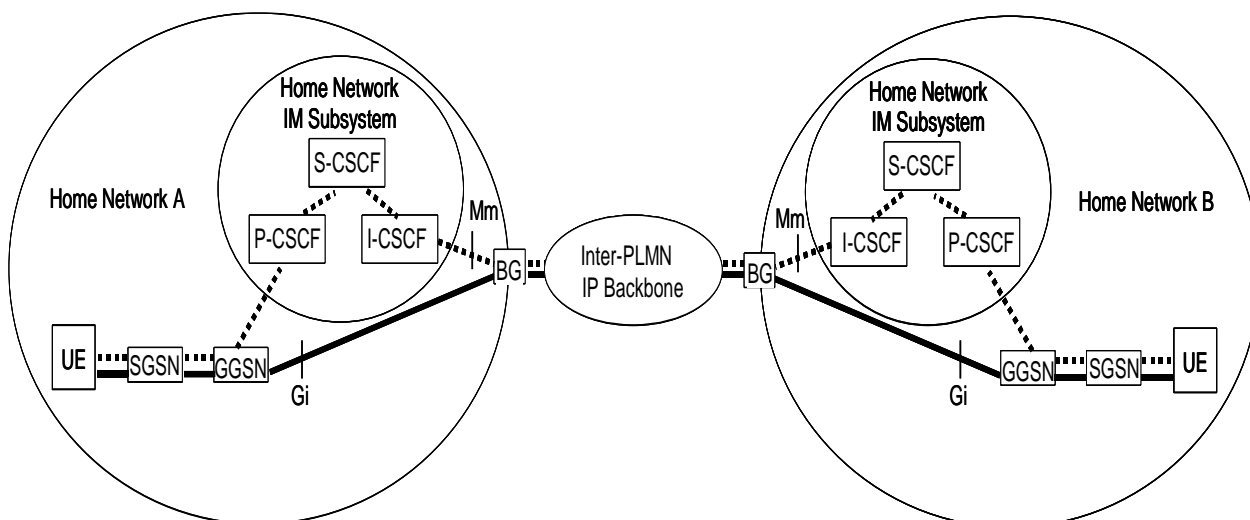 Home Network
IM Subsystem
S-CSCF
Home Network A
P-CSCF
I-CSCF
Mm
BG
UE
SGSN
GGSN
Gi
Inter-PLMN
IP Backbone
Home Network
IM Subsystem
S-CSCF
Home Network B
Mm
I-CSCF
P-CSCF
BG
Gi
GGSN
SGSN
UE